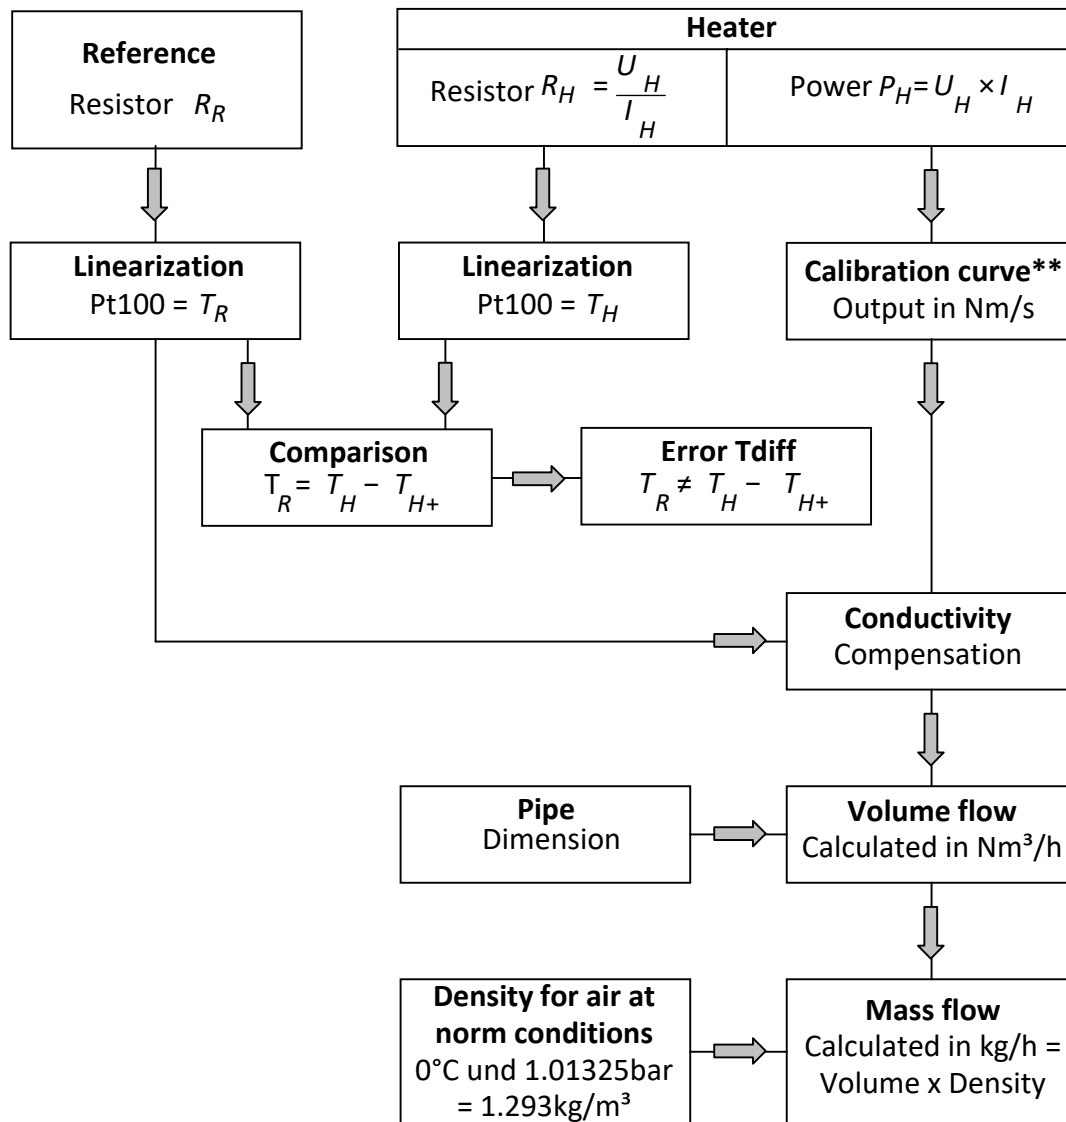 Reference
Resistor R_R
Heater
Resistor R_H = U_H / I_H
Power P_H = U_H × I_H
Linearization
Pt100 = T_R
Linearization
Pt100 = T_H
Calibration curve**
Output in Nm/s
Comparison
T_R = T_H − T_H+
Error Tdiff
T_R ≠ T_H − T_H+
Conductivity
Compensation
Pipe
Dimension
Volume flow
Calculated in Nm³/h
Density for air at
norm conditions
0°C und 1.01325bar
= 1.293kg/m³
Mass flow
Calculated in kg/h =
Volume x Density